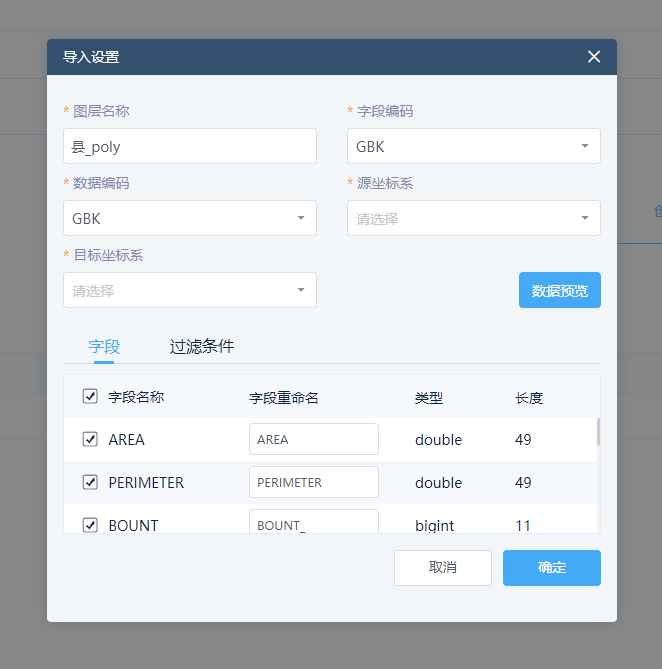 导入设置
* 图层名称
* 字段编码
县_poly
GBK
* 数据编码
* 源坐标系
GBK
请选择
* 目标坐标系
请选择
数据预览
字段
过滤条件
字段名称 字段重命名 类型 长度
AREA AREA double 49
PERIMETER PERIMETER double 49
BOUNT BOUNT_ bigint 11
取消
确定